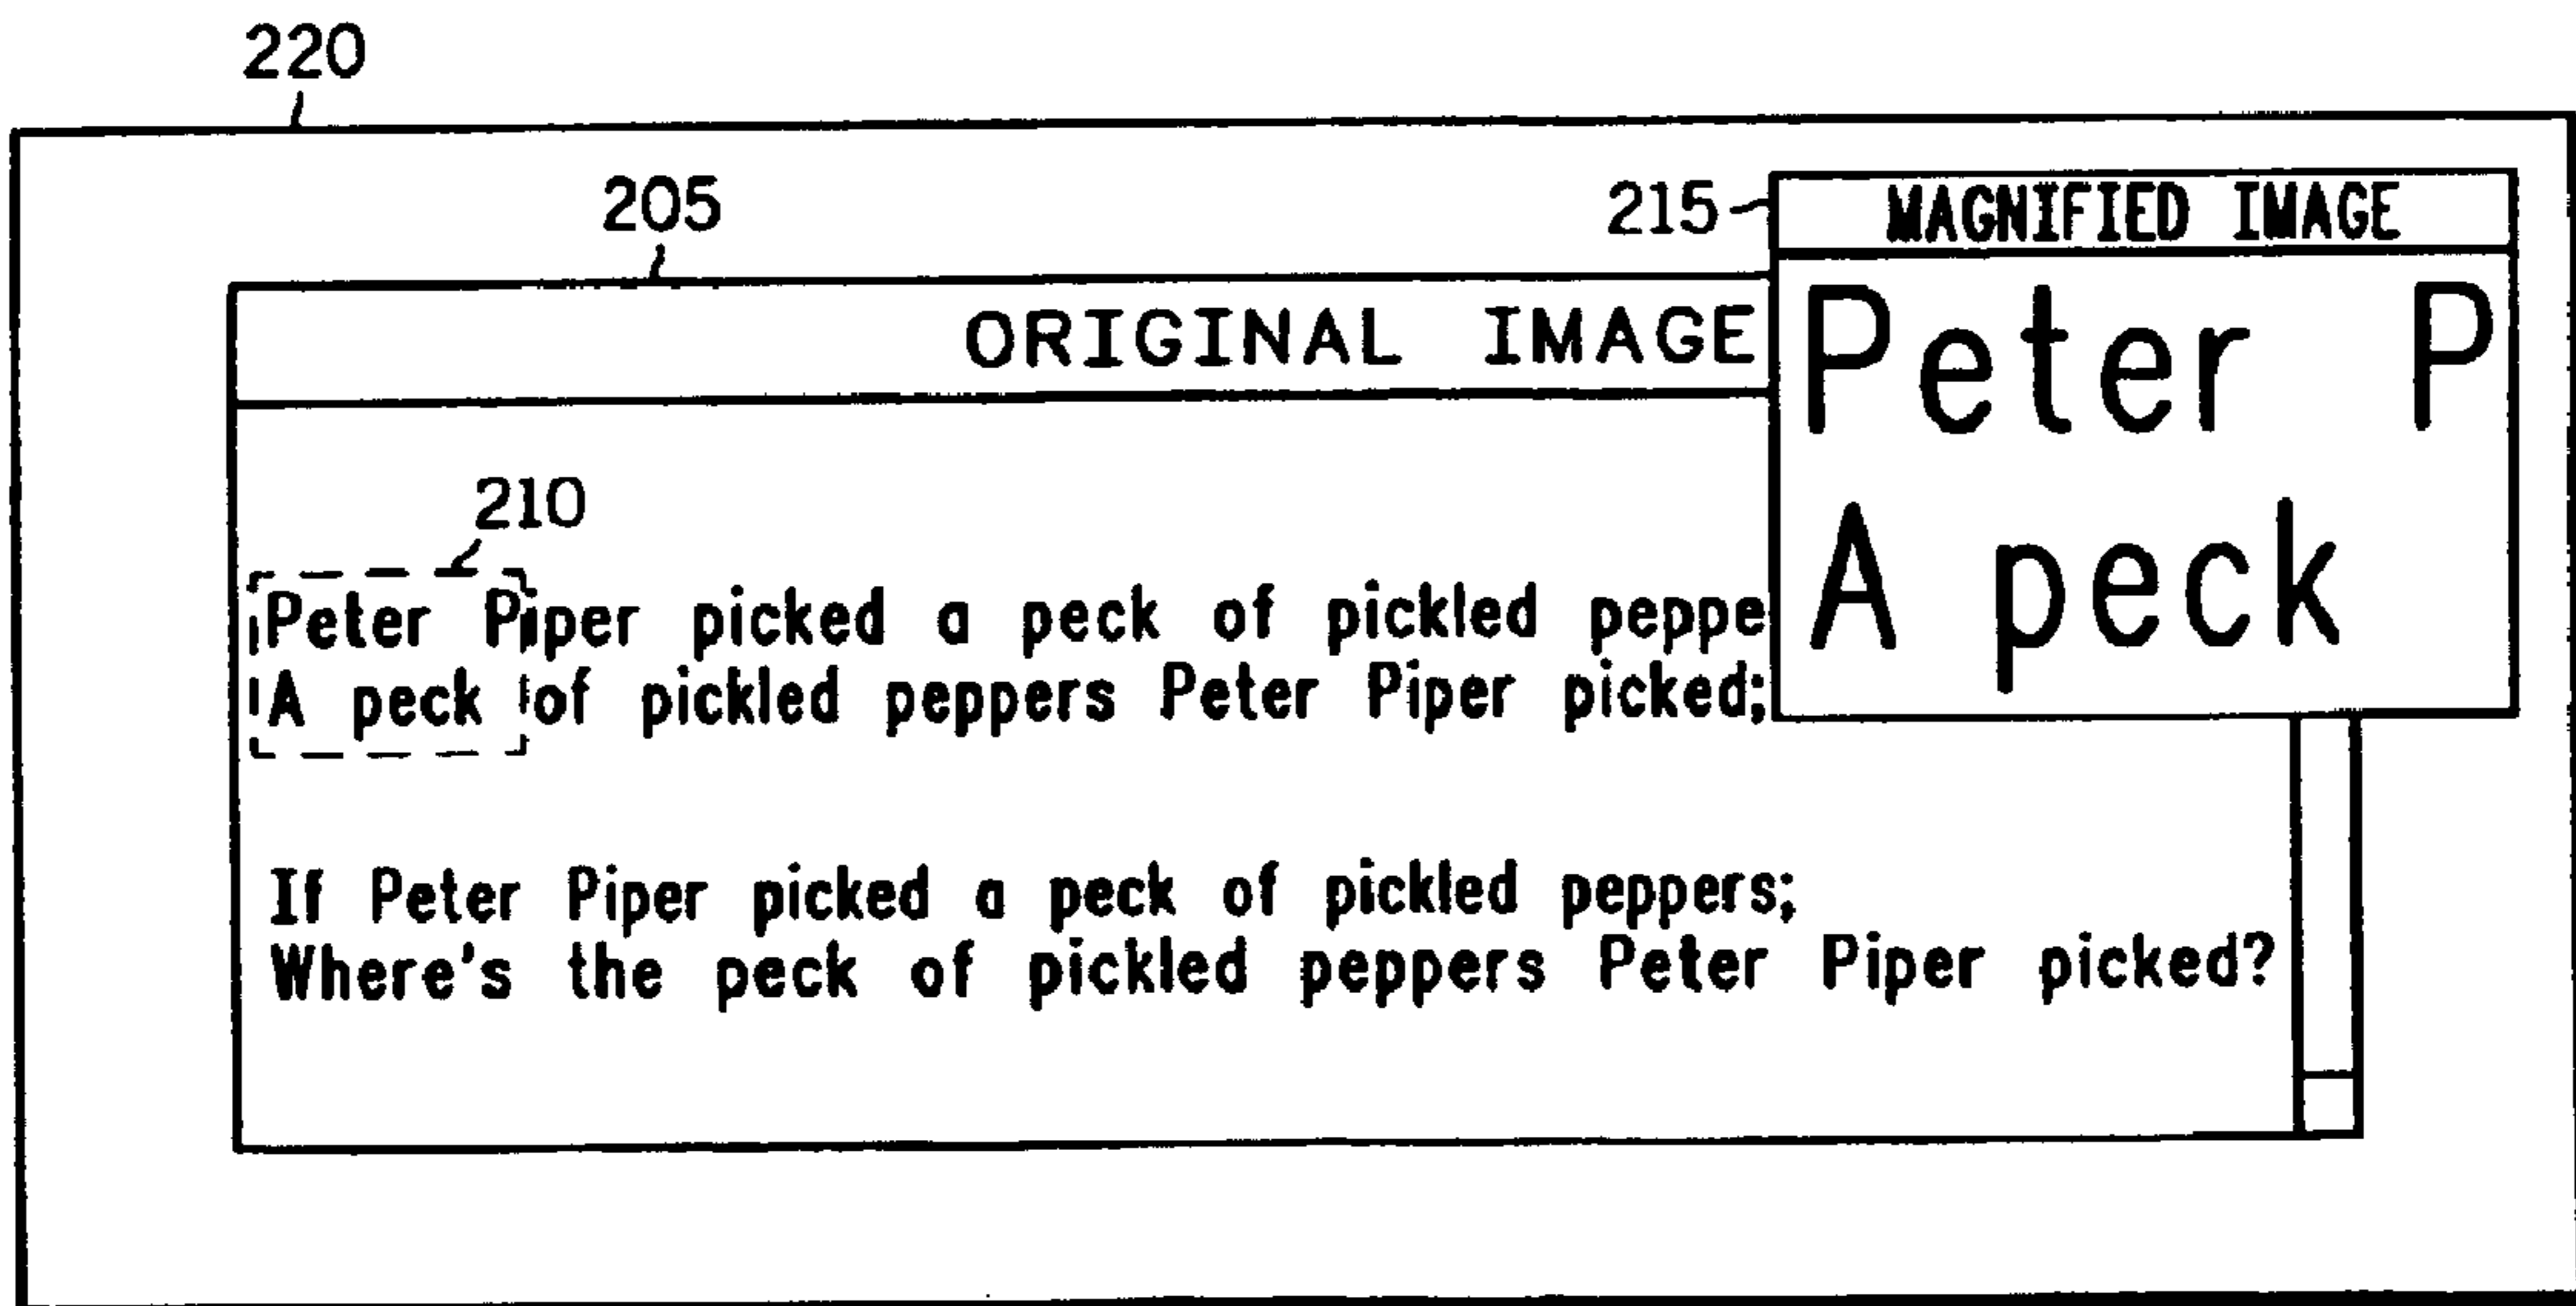 220
205
215
MAGNIFIED IMAGE
ORIGINAL IMAGE
Peter P
A peck
210
Peter Piper picked a peck of pickled peppe
A peck of pickled peppers Peter Piper picked;
If Peter Piper picked a peck of pickled peppers;
Where's the peck of pickled peppers Peter Piper picked?